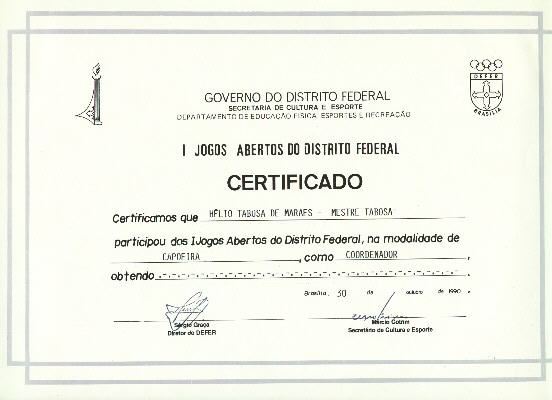 DEFER
BRASÍLIA
GOVERNO DO DISTRITO FEDERAL
SECRETARIA DE CULTURA E ESPORTE
DEPARTAMENTO DE EDUCAÇÃO FÍSICA, ESPORTES E RECREAÇÃO
I JOGOS ABERTOS DO DISTRITO FEDERAL
CERTIFICADO
Certificamos que HÉLIO TABOSA DE MARAES - MESTRE TABOSA
participou dos I Jogos Abertos do Distrito Federal, na modalidade de
CAPOEIRA, como COORDENADOR,
obtendo -.-.-.-.-.-.-.-.-.-.-.-.-.-.-.-.-.-.
Brasília, 30 de outubro de 1990.
Sérgio Graça
Diretor do DEFER
Márcio Cotrim
Secretário de Cultura e Esporte